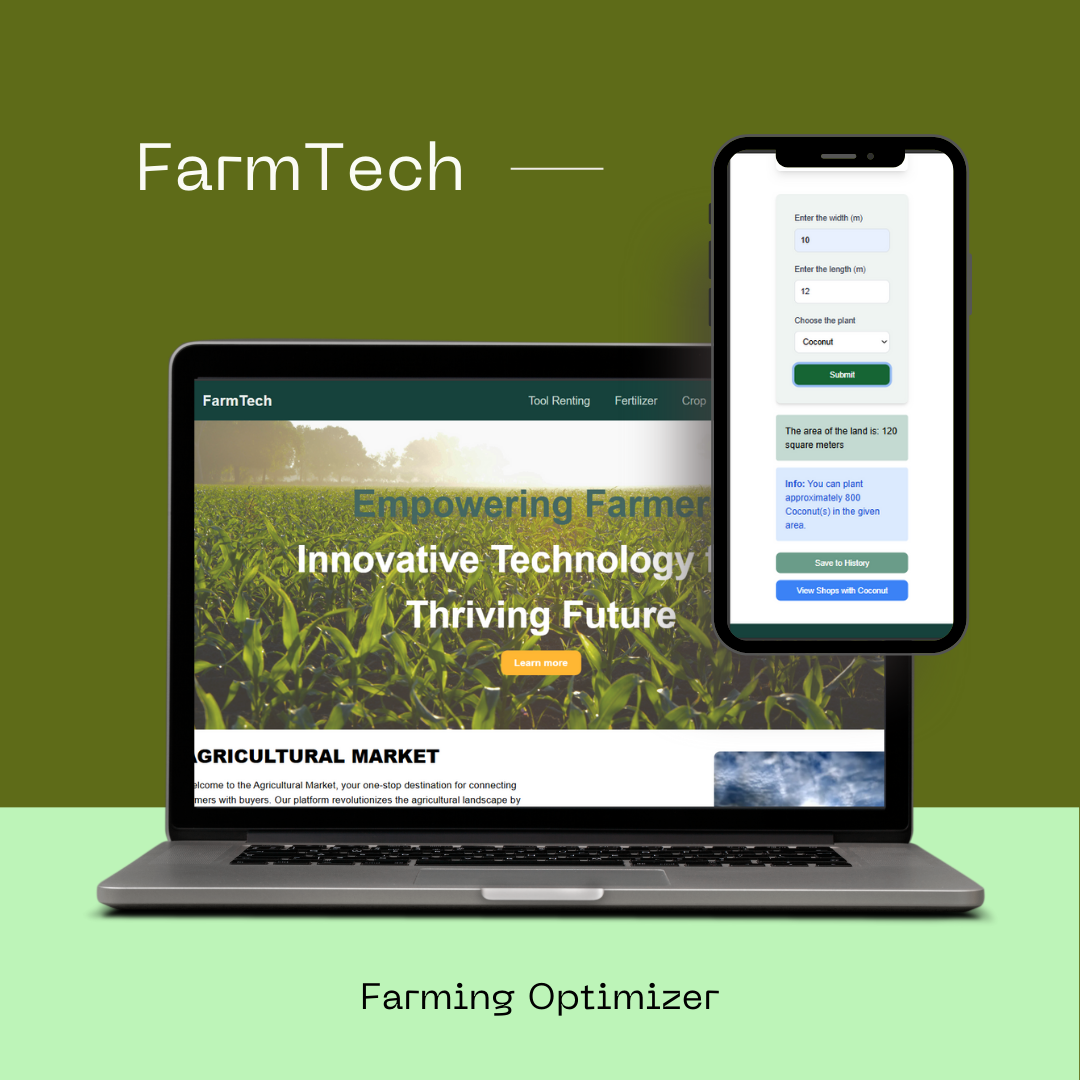 FarmTech
Enter the width (m)
10
Enter the length (m)
12
Choose the plant
Coconut
Submit
The area of the land is: 120
square meters
Info: You can plant
approximately 800
Coconut(s) in the given
area.
Save to History
View Shops with Coconut
FarmTech
Tool Renting Fertilizer Crop
Empowering Farmer
Innovative Technology
Thriving Future
Learn more
AGRICULTURAL MARKET
elcome to the Agricultural Market, your one-stop destination for connecting
mers with buyers. Our platform revolutionizes the agricultural landscape by
Farming Optimizer